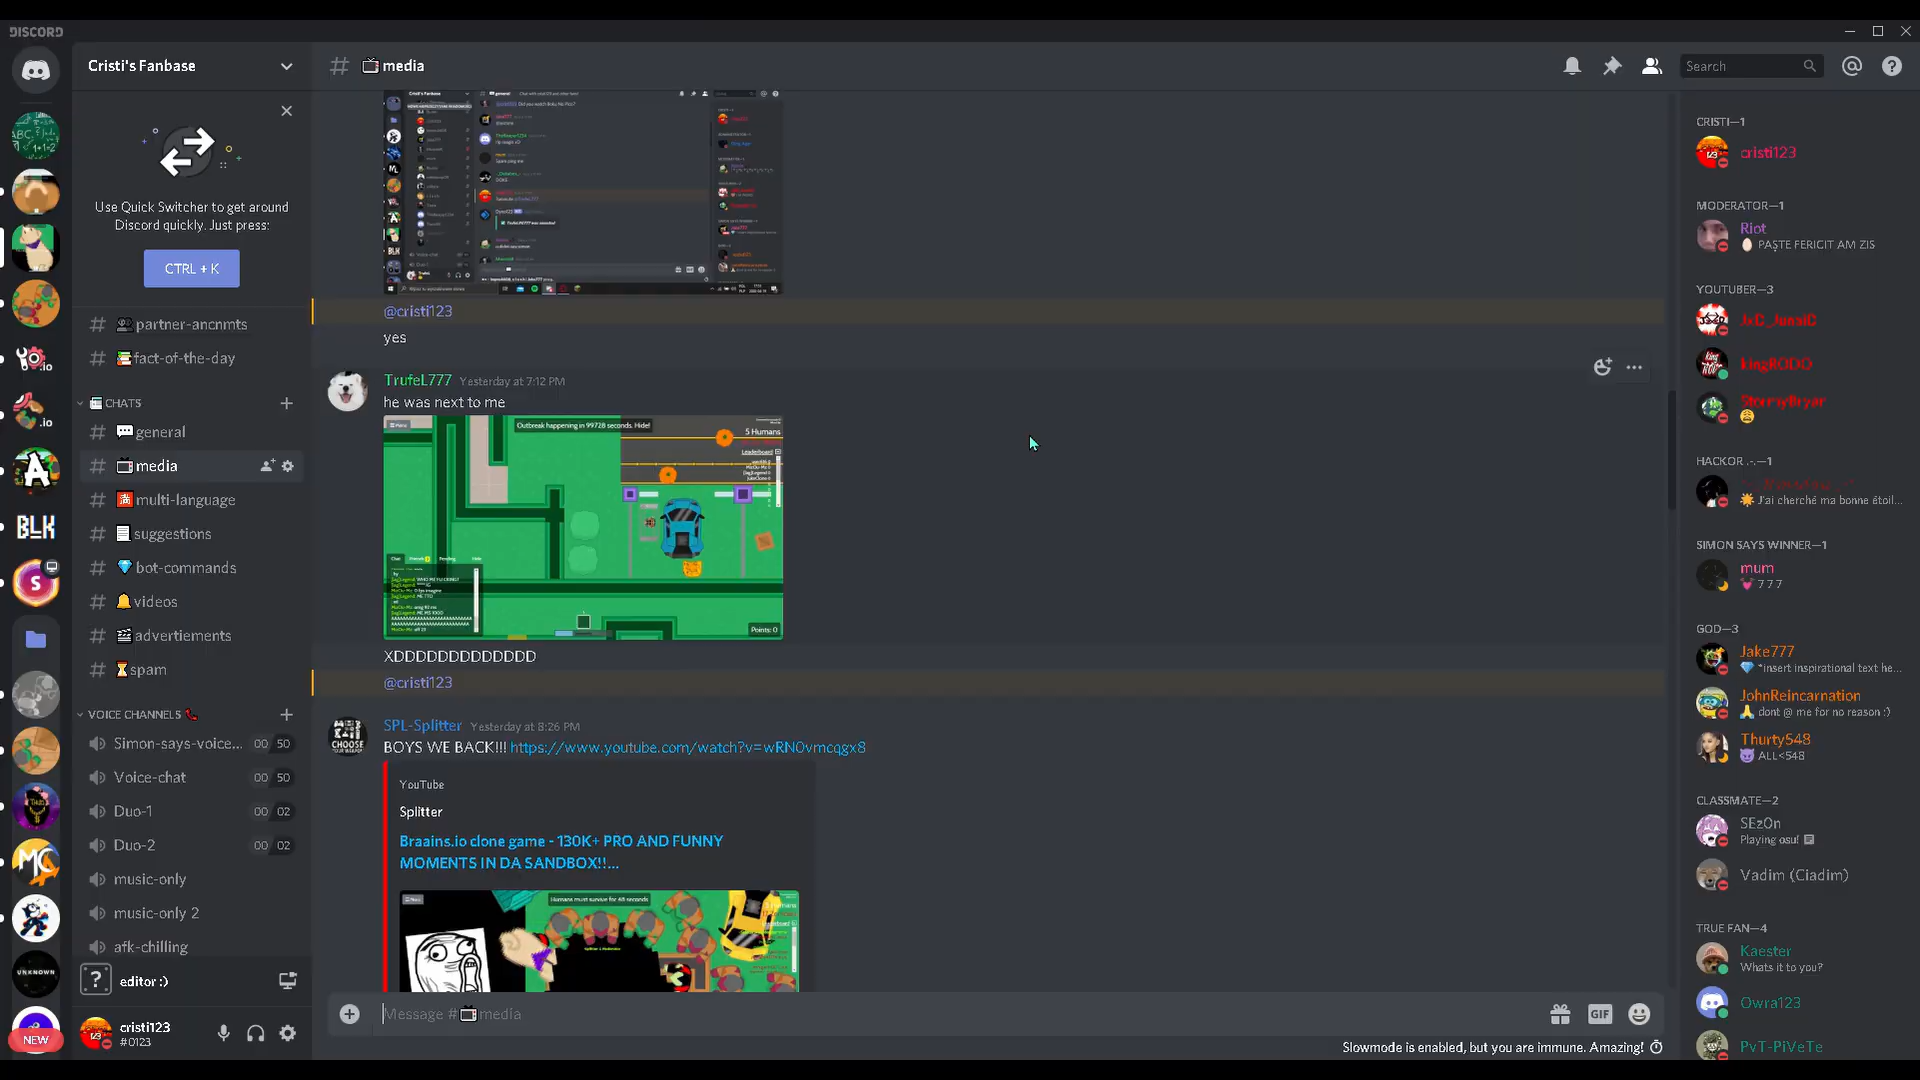 DISCORD
Cristi's Fanbase
media
Search
Use Quick Switcher to get around
Discord quickly. Just press:
CTRL + K
partner-ancnmts
fact-of-the-day
CHATS
general
media
multi-language
suggestions
bot-commands
videos
advertiements
spam
VOICE CHANNELS
Simon-says-voice... 00 50
Voice-chat 00 50
Duo-1 00 02
Duo-2 00 02
music-only
music-only 2
afk-chilling
editor :)
cristi123
#0123
BLK
UNKNOWN
NEW
@cristi123
yes
TrufeL777 Yesterday at 7:12 PM
he was next to me
Outbreak happening in 99728 seconds. Hide!
5 Humans
Leaderboard
Points: 0
XDDDDDDDDDDDDD
@cristi123
SPL-Splitter Yesterday at 8:26 PM
BOYS WE BACK!!! https://www.youtube.com/watch?v=wRN0vmcqgx8
YouTube
Splitter
Braains.io clone game - 130K+ PRO AND FUNNY
MOMENTS IN DA SANDBOX!!...
Humans must survive for 48 seconds
Message #media
GIF
Slowmode is enabled, but you are immune. Amazing!
CRISTI—1
cristi123
MODERATOR—1
Riot
PAȘTE FERICIT AM ZIS
YOUTUBER—3
JxD_JunaiD
kingRODO
StormyBryan
HACKOR .-.—1
J'ai cherché ma bonne étoil...
SIMON SAYS WINNER—1
mum
777
GOD—3
Jake777
*insert inspirational text he...
JohnReincarnation
dont @ me for no reason :)
Thurty548
ALL<548
CLASSMATE—2
SEzOn
Playing osu!
Vadim (Ciadim)
TRUE FAN—4
Kaester
Whats it to you?
Owra123
PvT-PiVeTe